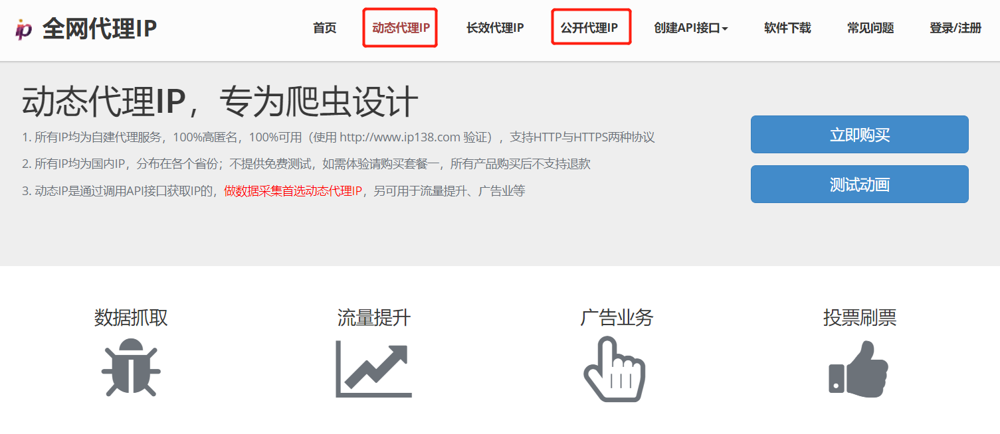 ip 全网代理IP
首页 动态代理IP 长效代理IP 公开代理IP 创建API接口 软件下载 常见问题 登录/注册
动态代理IP，专为爬虫设计
1. 所有IP均为自建代理服务，100%高匿名，100%可用（使用 http://www.ip138.com 验证），支持HTTP与HTTPS两种协议
2. 所有IP均为国内IP，分布在各个省份；不提供免费测试，如需体验请购买套餐一，所有产品购买后不支持退款
3. 动态IP是通过调用API接口获取IP的，做数据采集首选动态代理IP，另可用于流量提升、广告业等
立即购买
测试动画
数据抓取 流量提升 广告业务 投票刷票